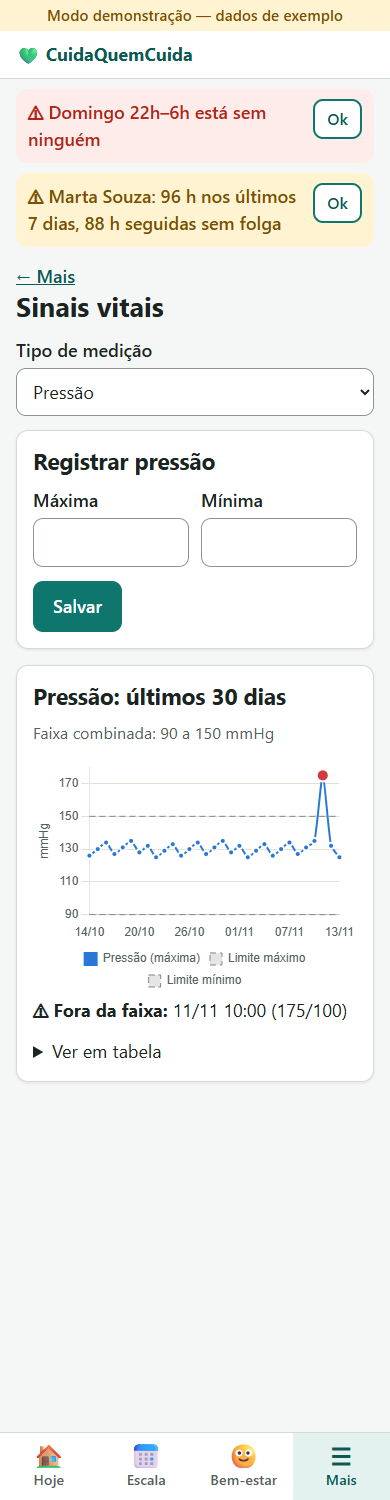 Modo demonstração — dados de exemplo
CuidaQuemCuida
⚠ Domingo 22h–6h está sem
ninguém
Ok
⚠ Marta Souza: 96 h nos últimos
7 dias, 88 h seguidas sem folga
Ok
← Mais
Sinais vitais
Tipo de medição
Pressão
Registrar pressão
Máxima
Mínima
Salvar
Pressão: últimos 30 dias
Faixa combinada: 90 a 150 mmHg
mmHg
170
150
130
110
90
14/10 20/10 26/10 01/11 07/11 13/11
Pressão (máxima) Limite máximo
Limite mínimo
⚠ Fora da faixa: 11/11 10:00 (175/100)
▶ Ver em tabela
Hoje Escala Bem-estar Mais